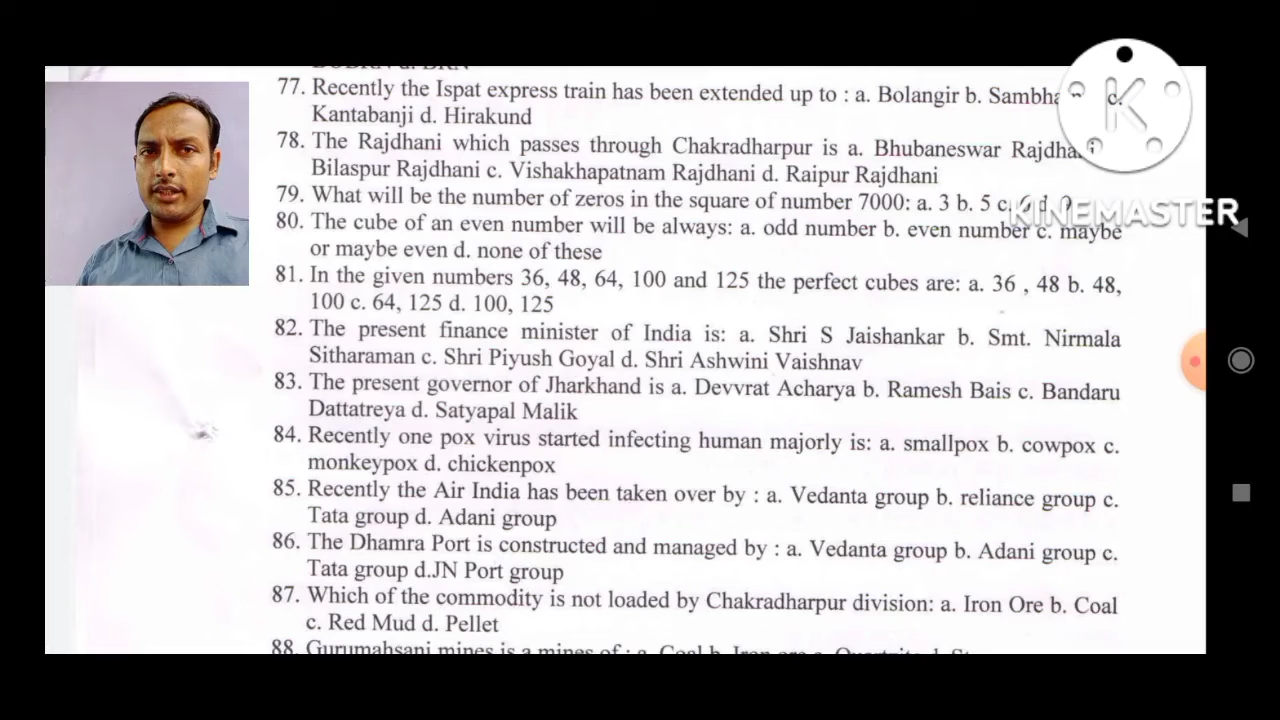 77. Recently the Ispat express train has been extended up to : a. Bolangir b. c.
Kantabanji d. Hirakund
78. The Rajdhani which passes through Chakradharpur is a. Bhubaneswar
Bilaspur Rajdhani c. Vishakhapatnam Rajdhani d. Raipur Rajdhani
79. What will be the number of zeros in the square of number 7000: a. 3 b. 5
KINEMASTER
80. The cube of an even number will be always: a. odd number b. even number c. maybe
or maybe even d. none of these
81. In the given numbers 36, 48, 64, 100 and 125 the perfect cubes are: a. 36 , 48 b. 48,
100 c. 64, 125 d. 100, 125
82. The present finance minister of India is: a. Shri S Jaishankar b. Smt. Nirmala
Sitharaman c. Shri Piyush Goyal d. Shri Ashwini Vaishnav
83. The present governor of Jharkhand is a. Devvrat Acharya b. Ramesh Bais c. Bandaru
Dattatreya d. Satyapal Malik
84. Recently one pox virus started infecting human majorly is: a. smallpox b. cowpox c.
monkeypox d. chickenpox
85. Recently the Air India has been taken over by : a. Vedanta group b. reliance group c.
Tata group d. Adani group
86. The Dhamra Port is constructed and managed by : a. Vedanta group b. Adani group c.
Tata group d.JN Port group
87. Which of the commodity is not loaded by Chakradharpur division: a. Iron Ore b. Coal
c. Red Mud d. Pellet
88. Gurumahsani mines is a mines of : a. Coal b. Iron ore c. Quartzite d.